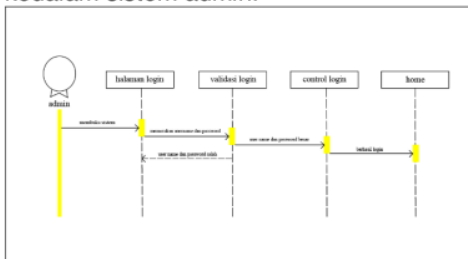 kedalam sistem admin.
halaman login
validasi login
control login
home
admin
membuka sistem
memasukan username dan password
user name dan password benar
berhasil login
user name dan password salah